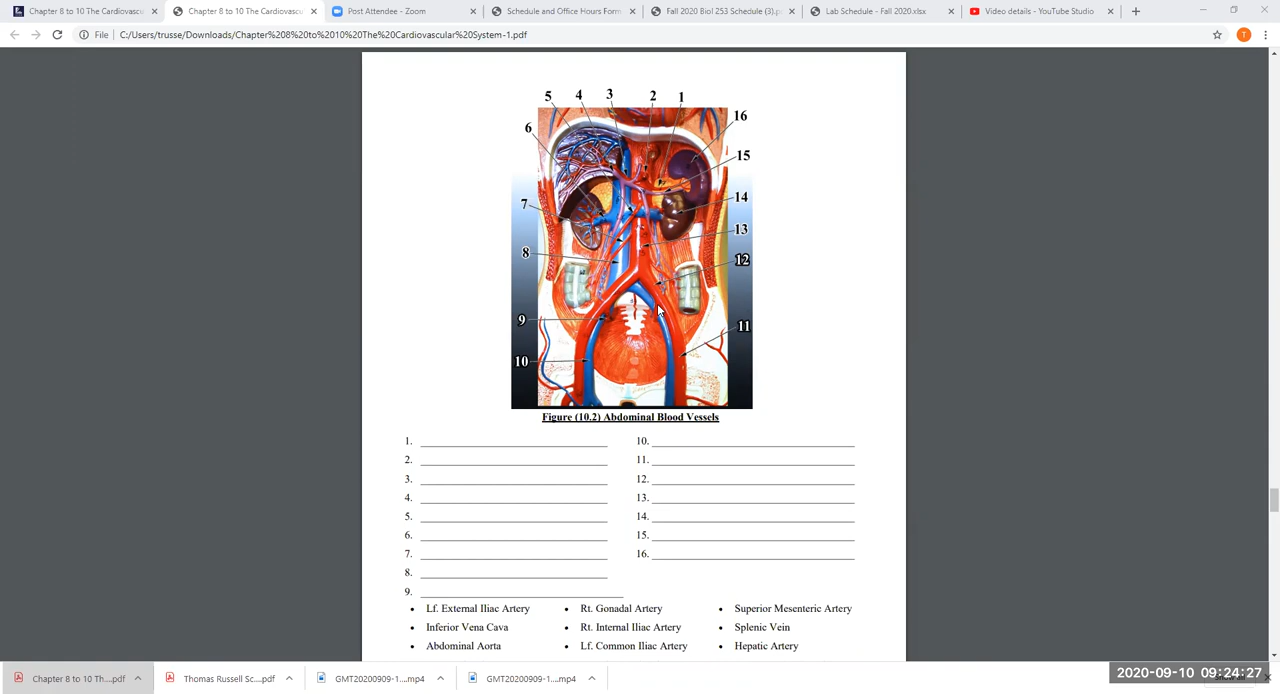 Chapter 8 to 10 The Cardiovascu
Chapter 8 to 10 The Cardiovascu
Post Attendee - Zoom
Schedule and Office Hours Form
Fall 2020 Biol 253 Schedule (3).p
Lab Schedule - Fall 2020.xlsx
Video details - YouTube Studio
File
C:/Users/trusse/Downloads/Chapter%208%20to%2010%20The%20Cardiovascular%20System-1.pdf
T
5 4 3 2 1
6 16
15
7 14
13
8 12
9 11
10
Figure (10.2) Abdominal Blood Vessels
1. 10.
2. 11.
3. 12.
4. 13.
5. 14.
6. 15.
7. 16.
8.
9.
• Lf. External Iliac Artery • Rt. Gonadal Artery • Superior Mesenteric Artery
• Inferior Vena Cava • Rt. Internal Iliac Artery • Splenic Vein
• Abdominal Aorta • Lf. Common Iliac Artery • Hepatic Artery
Chapter 8 to 10 Th....pdf
Thomas Russell Sc....pdf
GMT20200909-1....mp4
GMT20200909-1....mp4
2020-09-10 09:24:27